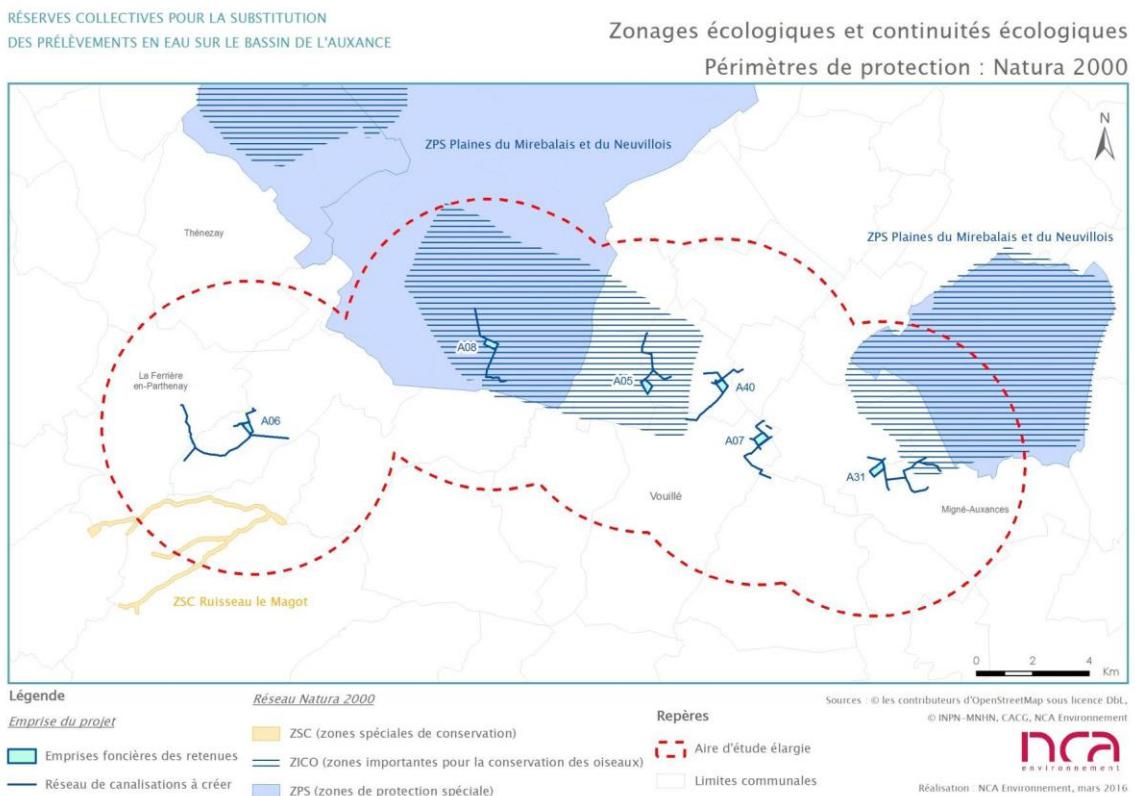 RÉSERVES COLLECTIVES POUR LA SUBSTITUTION
DES PRÉLÈVEMENTS EN EAU SUR LE BASSIN DE L'AUXANCE
Zonages écologiques et continuités écologiques
Périmètres de protection : Natura 2000
N
ZPS Plaines du Mirebalais et du Neuvillois
Thénezay
ZPS Plaines du Mirebalais et du Neuvillois
A08
La Ferrière
en-Parthenay
A05
A40
A06
A07
A31
Vouillé
Migné-Auxances
ZSC Ruisseau le Magot
0 2 4
Km
Légende
Emprise du projet
Emprises foncières des retenues
Réseau de canalisations à créer
Réseau Natura 2000
ZSC (zones spéciales de conservation)
ZICO (zones importantes pour la conservation des oiseaux)
ZPS (zones de protection spéciale)
Repères
Aire d'étude élargie
Limites communales
Sources : © les contributeurs d'OpenStreetMap sous licence DbL,
© INPN-MNHN, CACG, NCA Environnement
nca
environnement
Réalisation : NCA Environnement, mars 2016